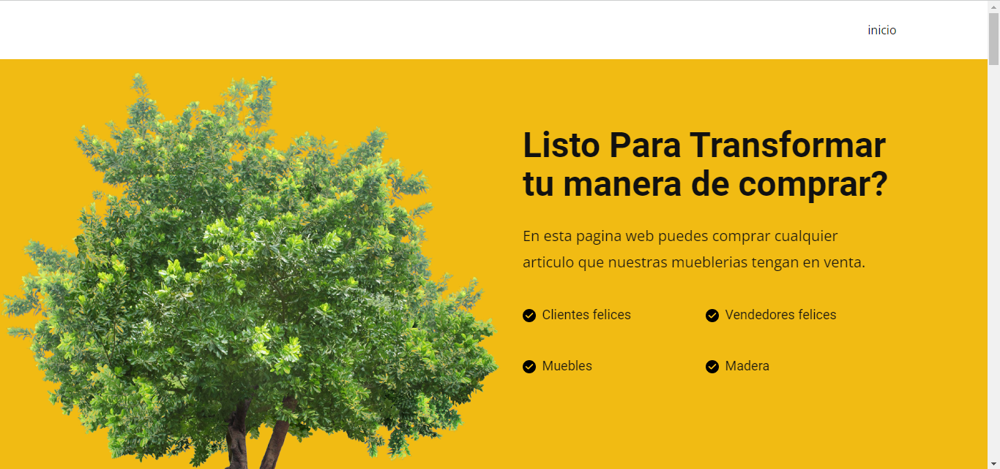 inicio
Listo Para Transformar
tu manera de comprar?
En esta pagina web puedes comprar cualquier
articulo que nuestras mueblerias tengan en venta.
Clientes felices
Vendedores felices
Muebles
Madera